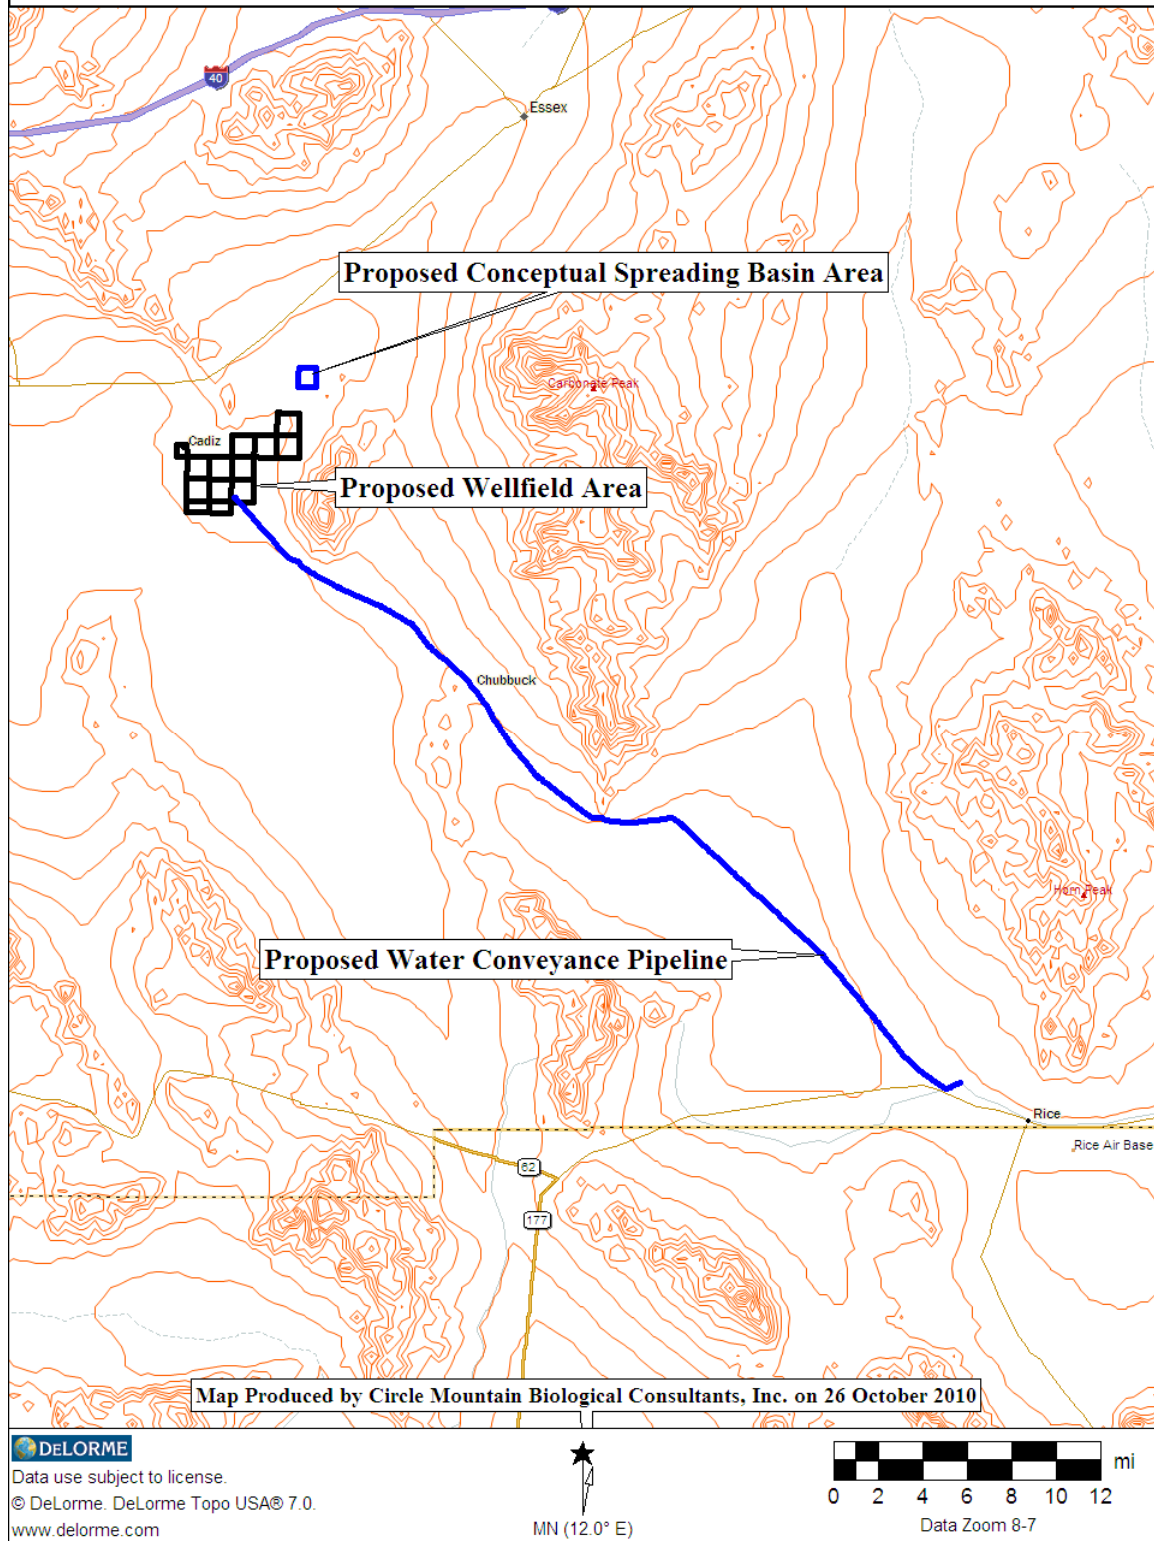 40
Essex
Proposed Conceptual Spreading Basin Area
Carbonate Peak
Cadiz
Proposed Wellfield Area
Chubbuck
Horn Peak
Proposed Water Conveyance Pipeline
Rice
Rice Air Base
62
177
Map Produced by Circle Mountain Biological Consultants, Inc. on 26 October 2010
DELORME
Data use subject to license.
© DeLorme. DeLorme Topo USA® 7.0.
www.delorme.com
MN (12.0° E)
mi
0 2 4 6 8 10 12
Data Zoom 8-7